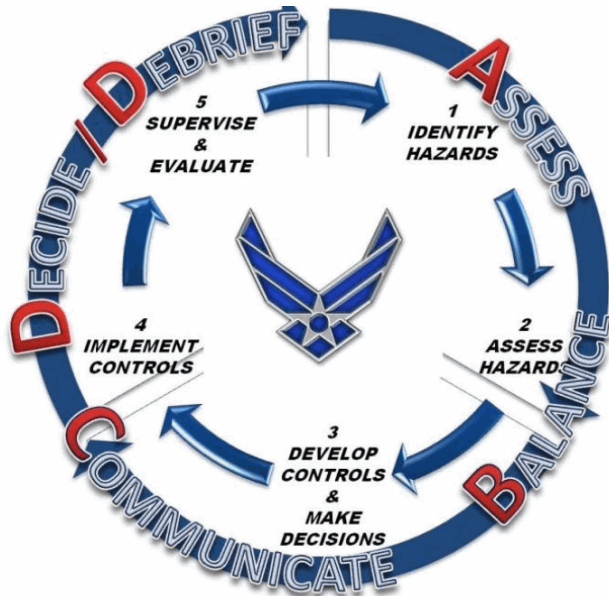 ASSESS
BALANCE
COMMUNICATE
DECIDE / DEBRIEF
1
IDENTIFY
HAZARDS
2
ASSESS
HAZARDS
3
DEVELOP
CONTROLS
&
MAKE
DECISIONS
4
IMPLEMENT
CONTROLS
5
SUPERVISE
&
EVALUATE